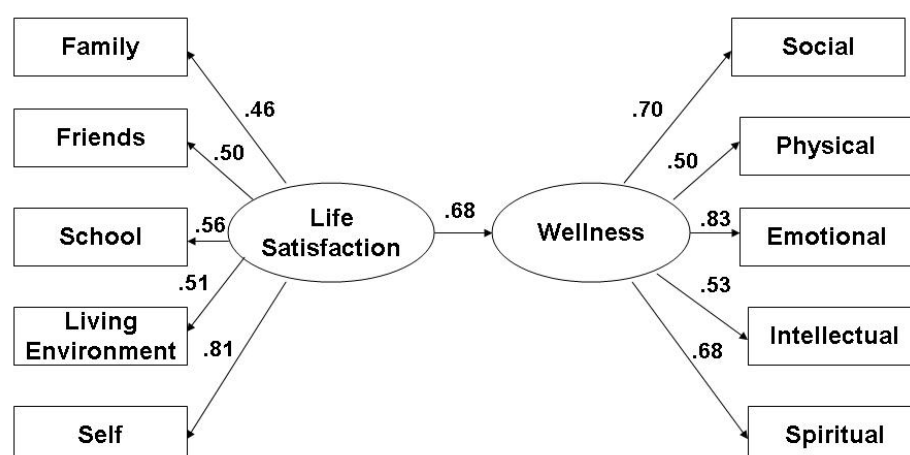 Family
Social
.46
.70
Friends
Physical
.50
.50
School
.56
Life
Satisfaction
.68
Wellness
.83
Emotional
.51
.53
Living
Environment
Intellectual
.81
.68
Self
Spiritual